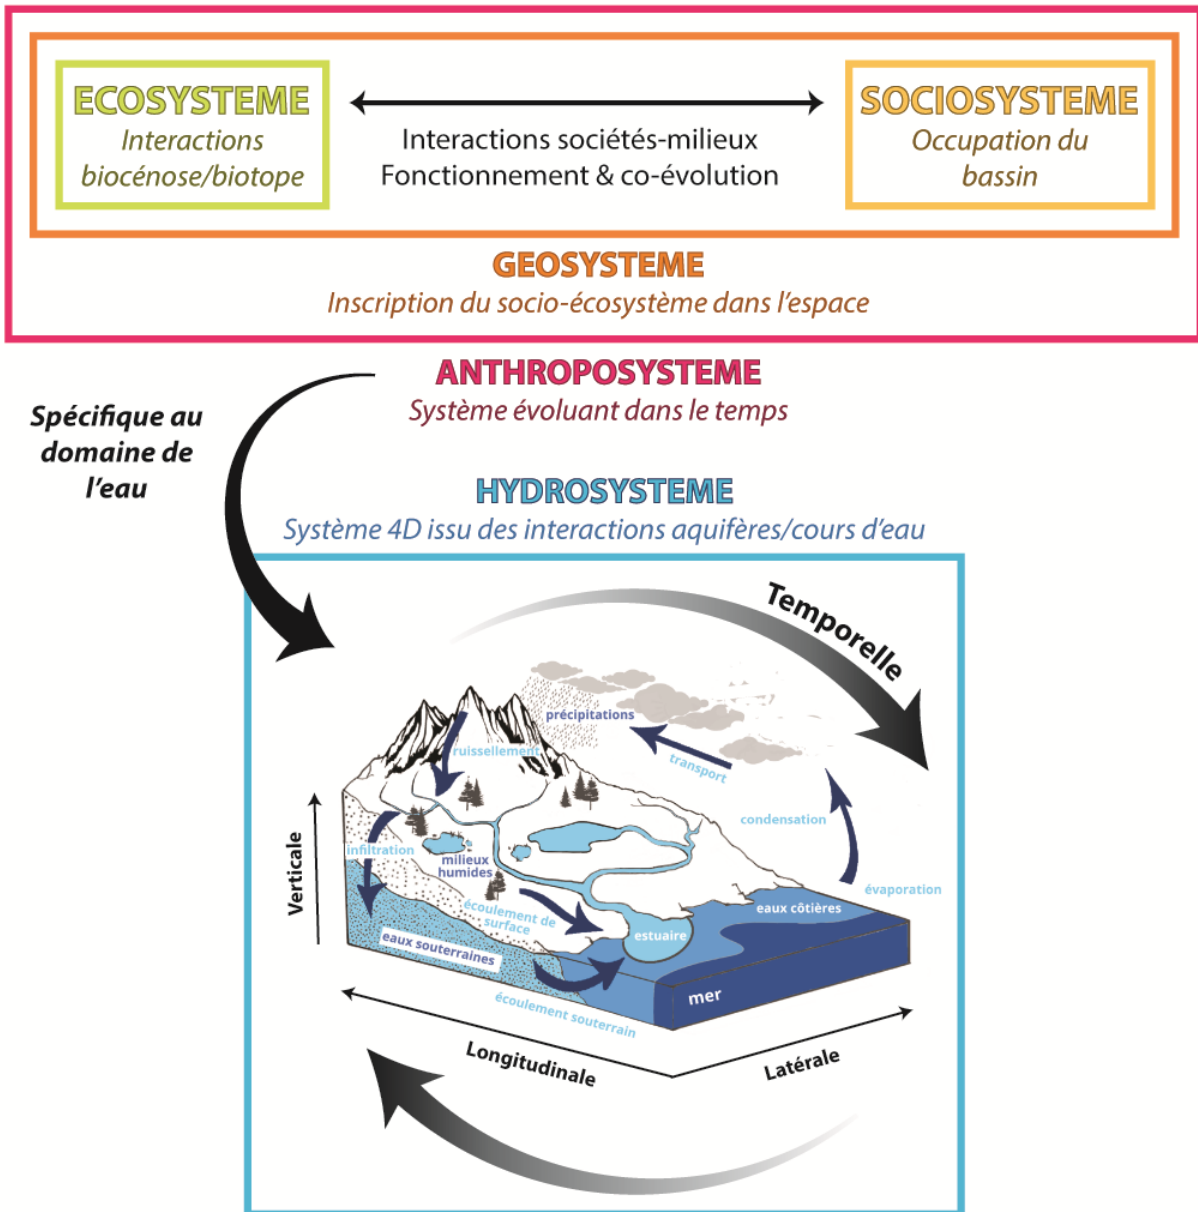 ECOSYSTEME
Interactions
biocénose/biotope
Interactions sociétés-milieux
Fonctionnement & co-évolution
SOCIOSYSTEME
Occupation du
bassin
GEOSYSTEME
Inscription du socio-écosystème dans l'espace
ANTHROPOSYSTEME
Système évoluant dans le temps
Spécifique au
domaine de
l'eau
HYDROSYSTEME
Système 4D issu des interactions aquifères/cours d'eau
Temporelle
précipitations
ruissellement
transport
condensation
évaporation
Verticale
infiltration
milieux
humides
écoulement de
surface
eaux souterraines
estuaire
eaux côtières
mer
écoulement souterrain
Longitudinale
Latérale